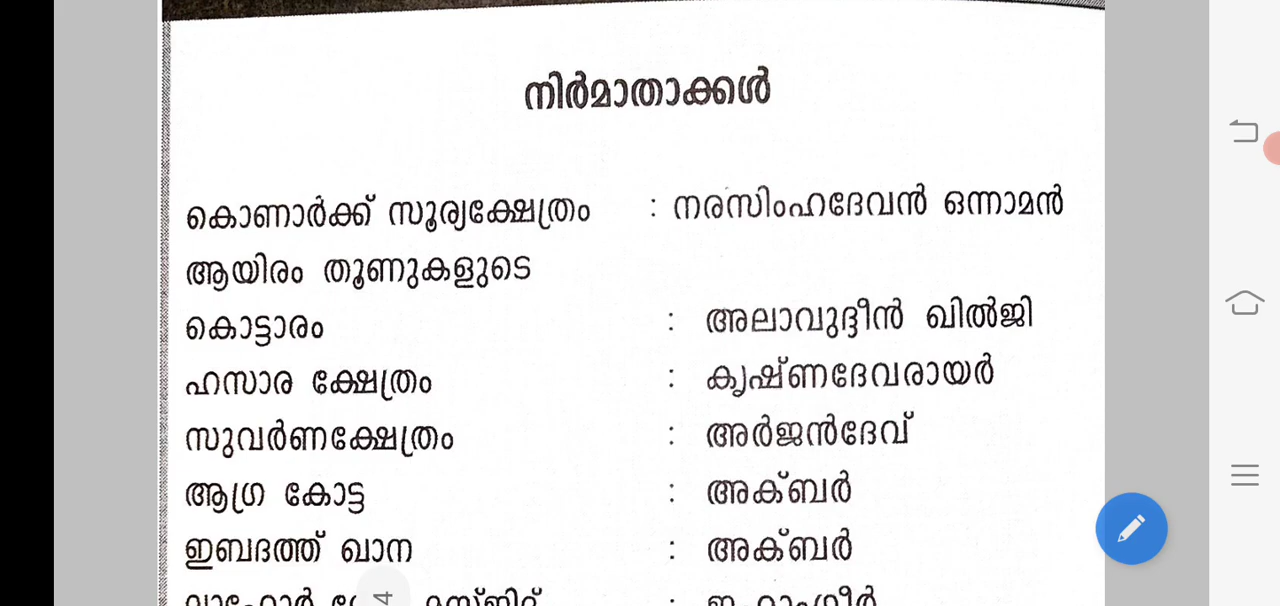 നിർമാതാക്കൾ
കൊണാർക്ക് സൂര്യക്ഷേത്രം : നരസിംഹദേവൻ ഒന്നാമൻ
ആയിരം തൂണുകളുടെ
കൊട്ടാരം : അലാവുദ്ദീൻ ഖിൽജി
ഹസാര ക്ഷേത്രം : കൃഷ്ണദേവരായർ
സുവർണക്ഷേത്രം : അർജൻദേവ്
ആഗ്ര കോട്ട : അക്ബർ
ഇബദത്ത് ഖാന : അക്ബർ
4